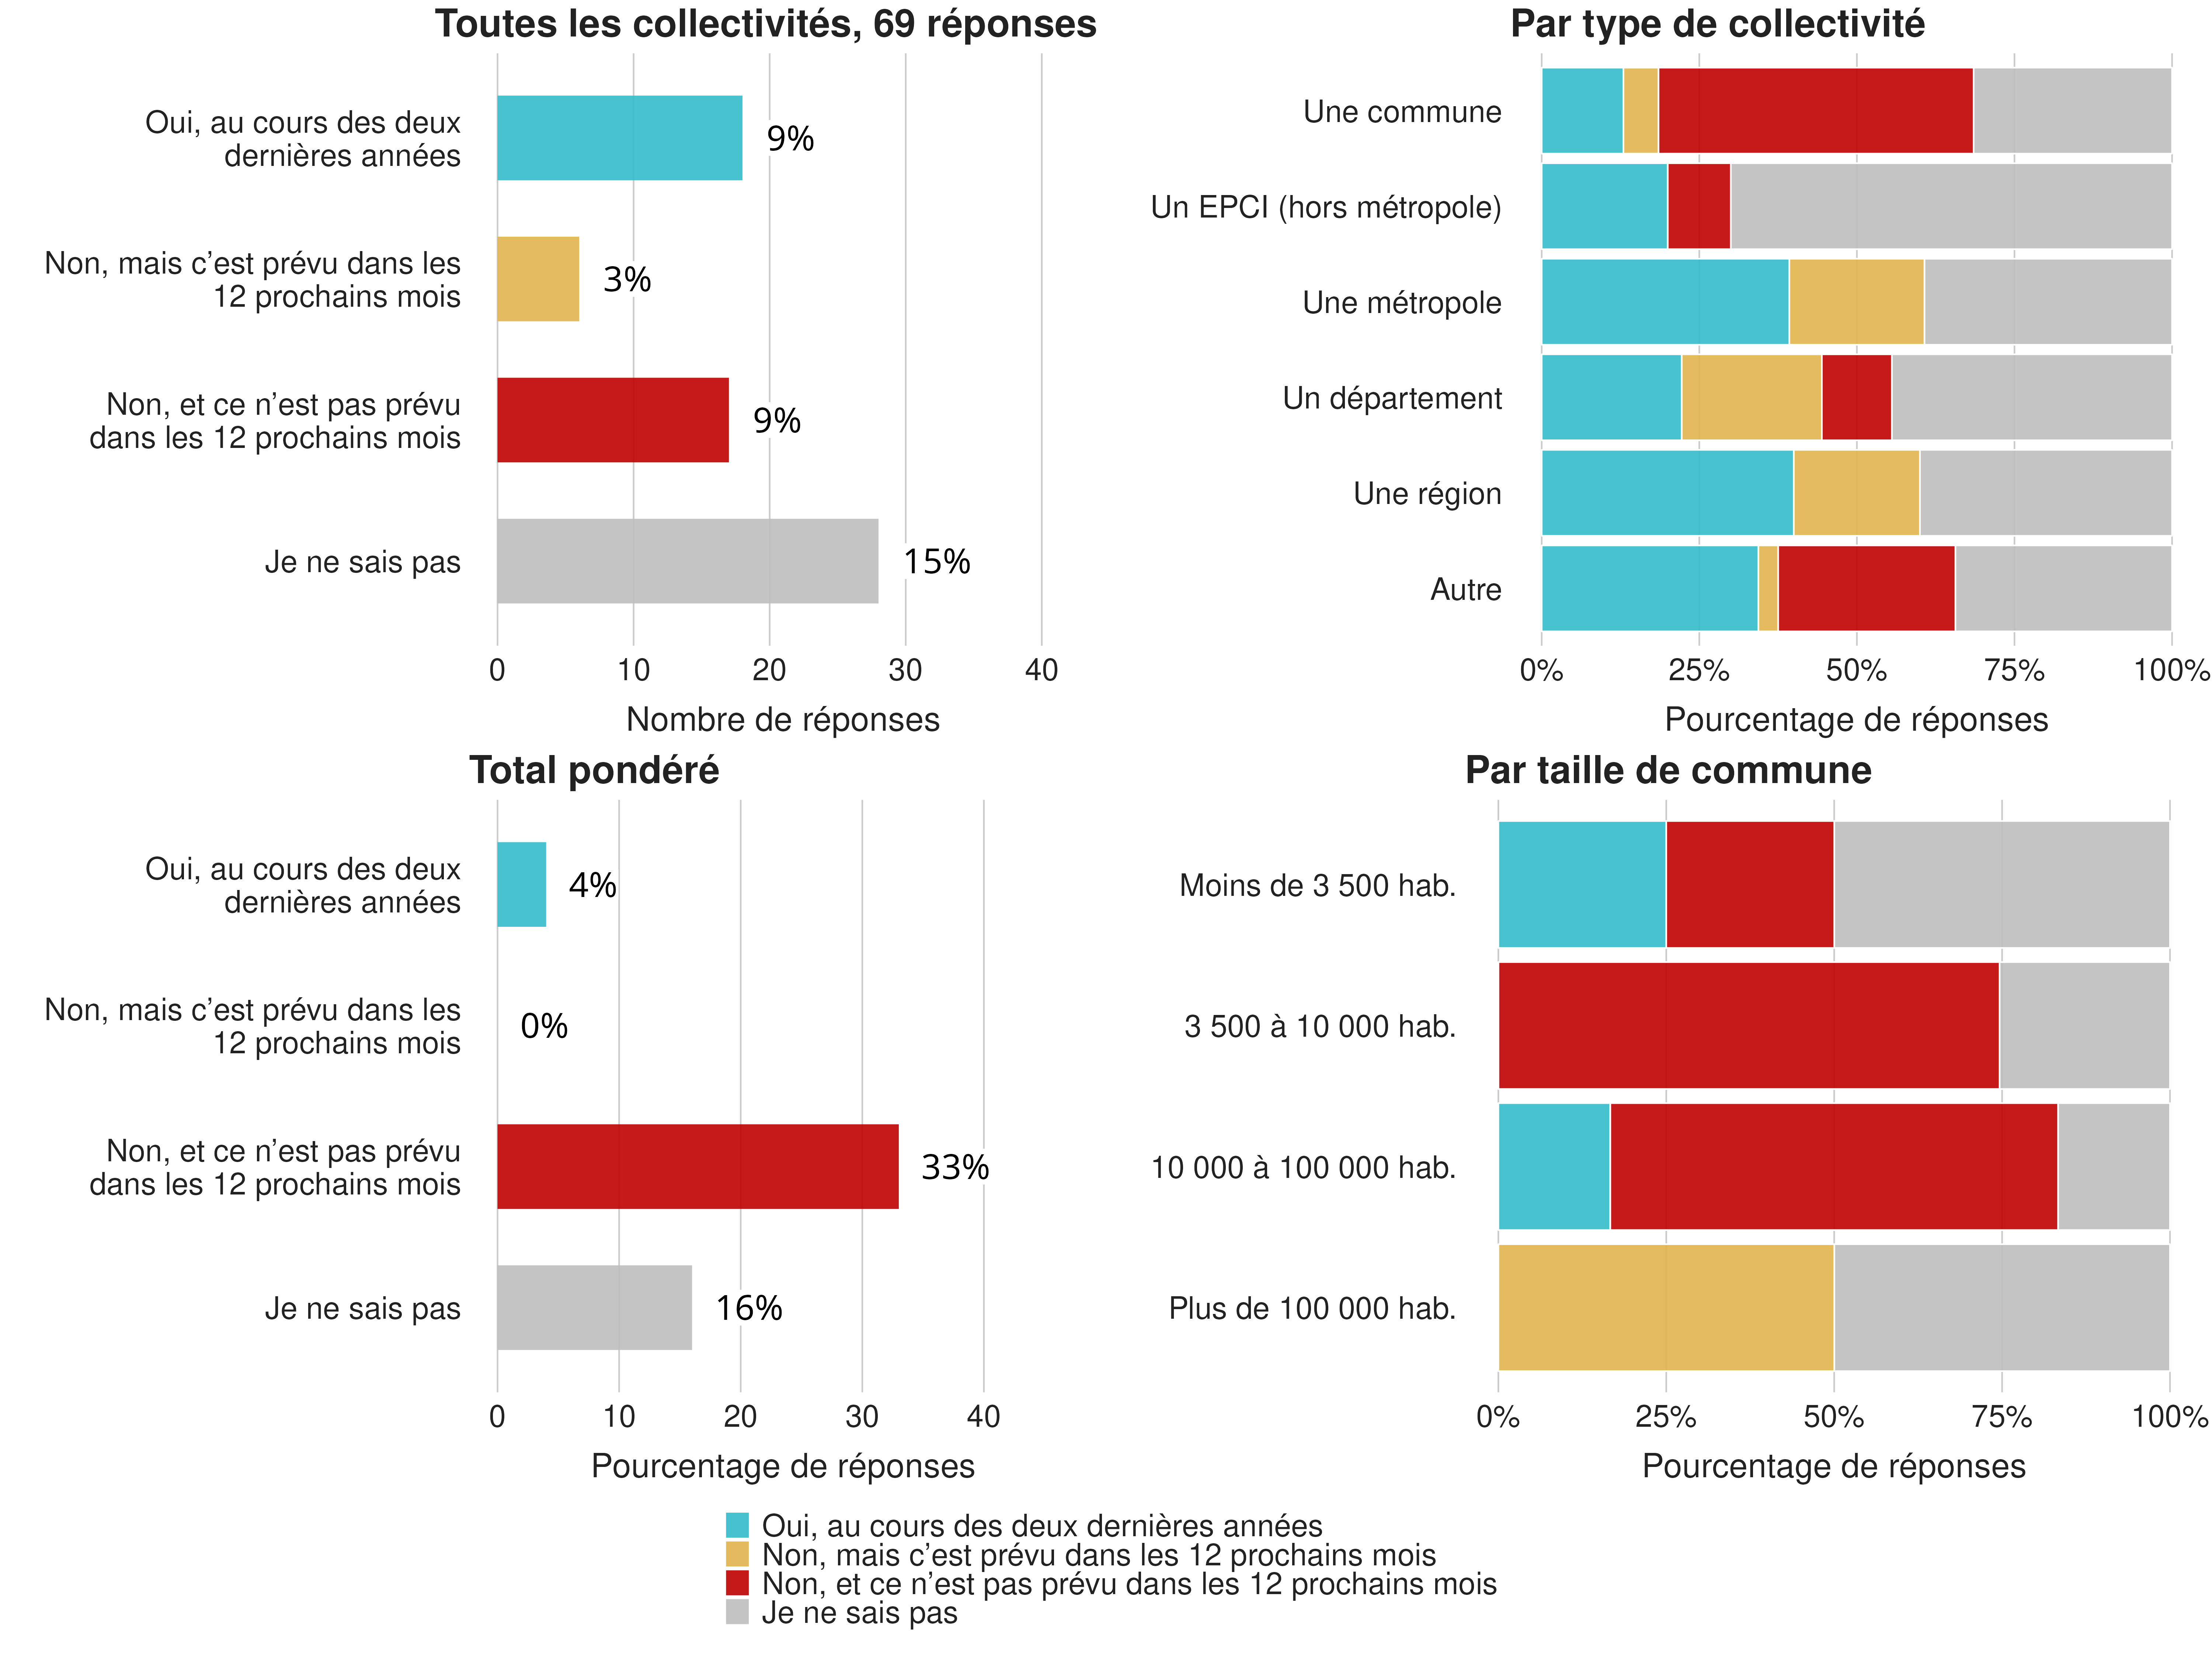 Toutes les collectivités, 69 réponses
Oui, au cours des deux
dernières années
9%
Non, mais c’est prévu dans les
12 prochains mois
3%
Non, et ce n’est pas prévu
dans les 12 prochains mois
9%
Je ne sais pas
15%
0 10 20 30 40
Nombre de réponses
Par type de collectivité
Une commune
Un EPCI (hors métropole)
Une métropole
Un département
Une région
Autre
0% 25% 50% 75% 100%
Pourcentage de réponses
Total pondéré
Oui, au cours des deux
dernières années
4%
Non, mais c’est prévu dans les
12 prochains mois
0%
Non, et ce n’est pas prévu
dans les 12 prochains mois
33%
Je ne sais pas
16%
0 10 20 30 40
Pourcentage de réponses
Par taille de commune
Moins de 3 500 hab.
3 500 à 10 000 hab.
10 000 à 100 000 hab.
Plus de 100 000 hab.
0% 25% 50% 75% 100%
Pourcentage de réponses
Oui, au cours des deux dernières années
Non, mais c’est prévu dans les 12 prochains mois
Non, et ce n’est pas prévu dans les 12 prochains mois
Je ne sais pas